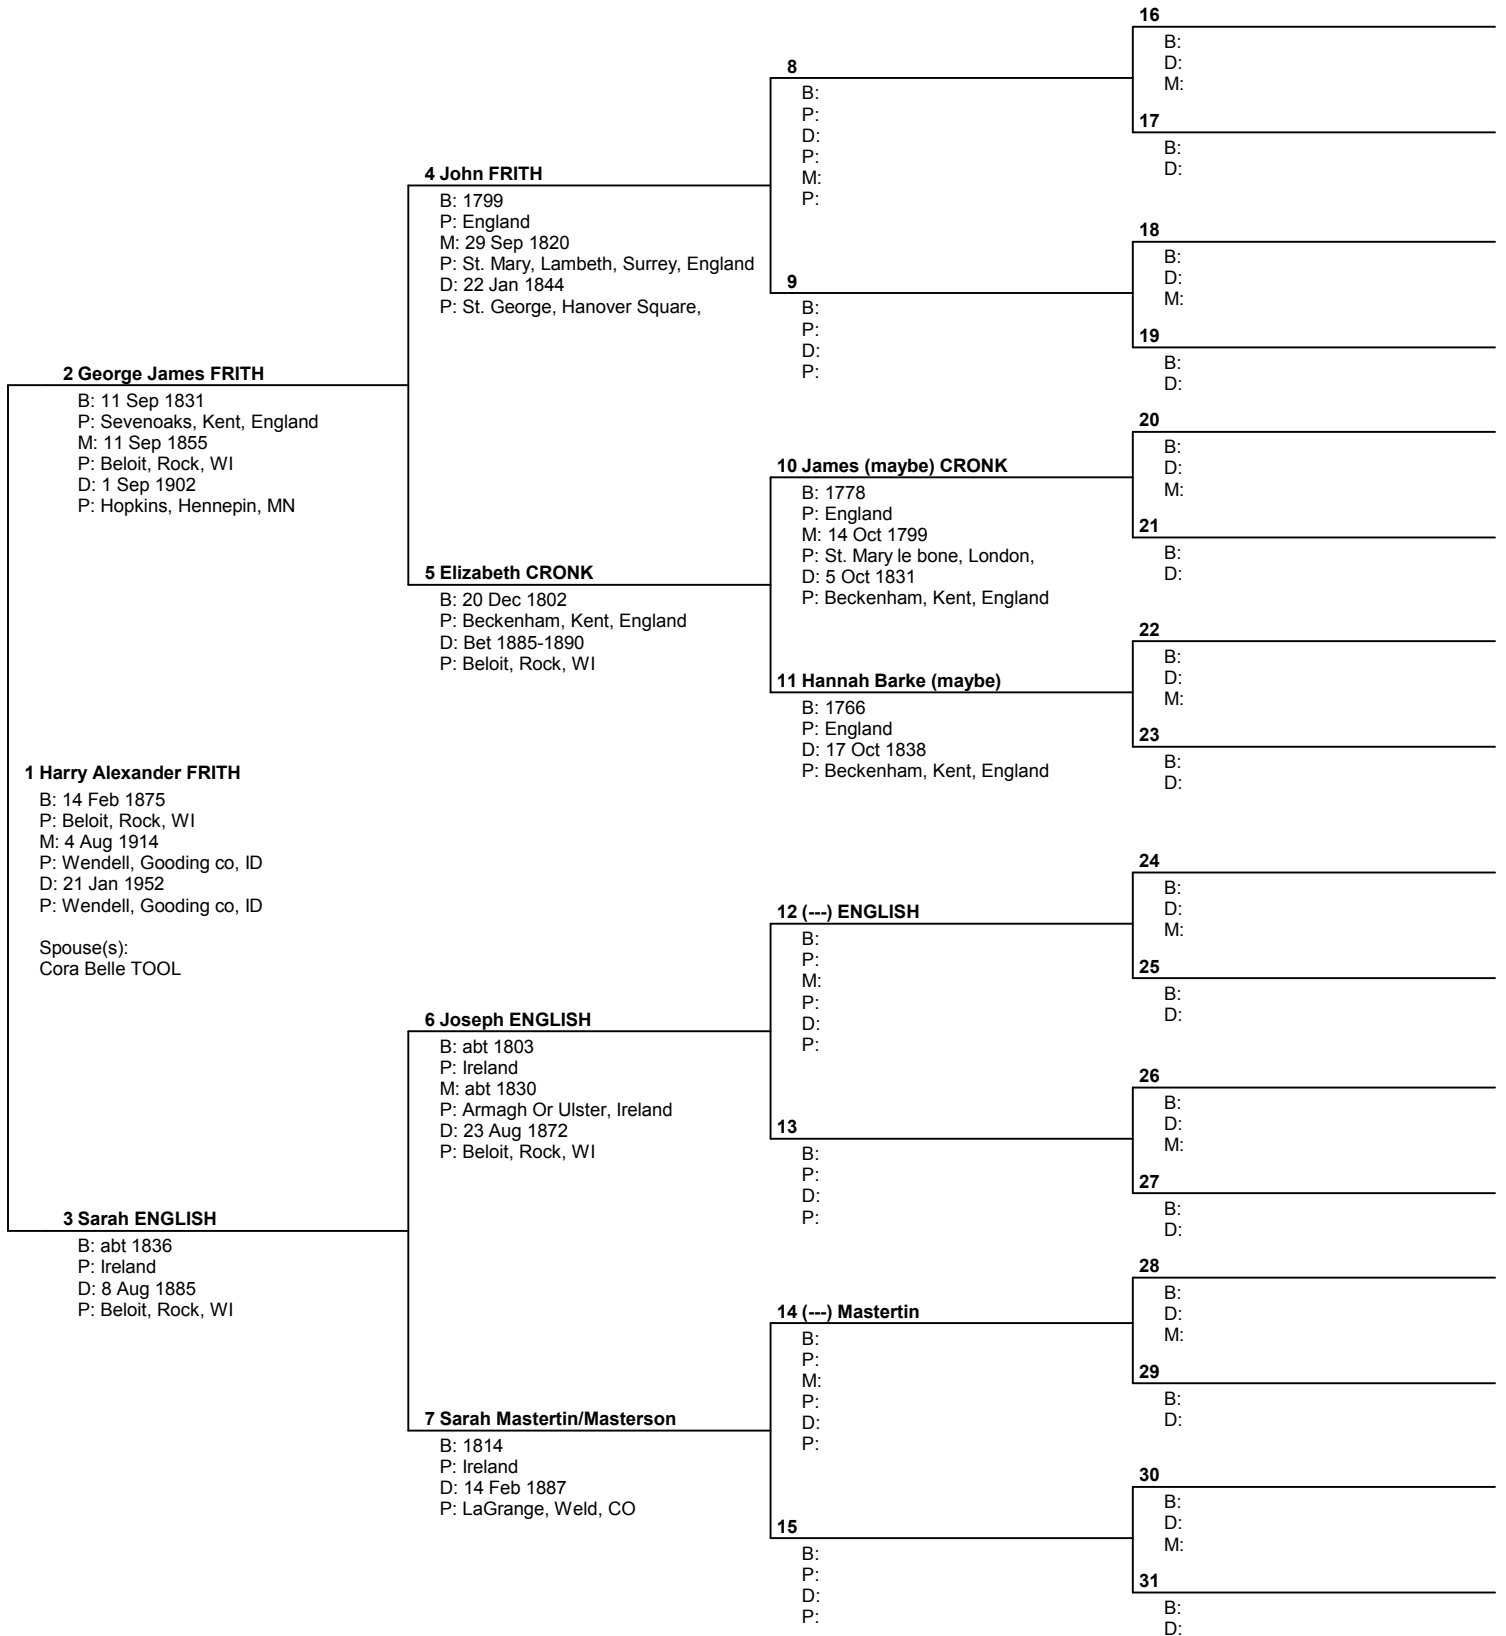 1 Harry Alexander FRITH
B: 14 Feb 1875
P: Beloit, Rock, WI
M: 4 Aug 1914
P: Wendell, Gooding co, ID
D: 21 Jan 1952
P: Wendell, Gooding co, ID
Spouse(s):
Cora Belle TOOL
2 George James FRITH
B: 11 Sep 1831
P: Sevenoaks, Kent, England
M: 11 Sep 1855
P: Beloit, Rock, WI
D: 1 Sep 1902
P: Hopkins, Hennepin, MN
3 Sarah ENGLISH
B: abt 1836
P: Ireland
D: 8 Aug 1885
P: Beloit, Rock, WI
4 John FRITH
B: 1799
P: England
M: 29 Sep 1820
P: St. Mary, Lambeth, Surrey, England
D: 22 Jan 1844
P: St. George, Hanover Square,
5 Elizabeth CRONK
B: 20 Dec 1802
P: Beckenham, Kent, England
D: Bet 1885-1890
P: Beloit, Rock, WI
6 Joseph ENGLISH
B: abt 1803
P: Ireland
M: abt 1830
P: Armagh Or Ulster, Ireland
D: 23 Aug 1872
P: Beloit, Rock, WI
7 Sarah Mastertin/Masterson
B: 1814
P: Ireland
D: 14 Feb 1887
P: LaGrange, Weld, CO
8
B:
P:
D:
P:
M:
P:
9
B:
P:
D:
P:
10 James (maybe) CRONK
B: 1778
P: England
M: 14 Oct 1799
P: St. Mary le bone, London,
D: 5 Oct 1831
P: Beckenham, Kent, England
11 Hannah Barke (maybe)
B: 1766
P: England
D: 17 Oct 1838
P: Beckenham, Kent, England
12 (---) ENGLISH
B:
P:
M:
P:
D:
P:
13
B:
P:
D:
P:
14 (---) Mastertin
B:
P:
M:
P:
D:
P:
15
B:
P:
D:
P:
16
B:
D:
M:
17
B:
D:
18
B:
D:
M:
19
B:
D:
20
B:
D:
M:
21
B:
D:
22
B:
D:
M:
23
B:
D:
24
B:
D:
M:
25
B:
D:
26
B:
D:
M:
27
B:
D:
28
B:
D:
M:
29
B:
D:
30
B:
D:
M:
31
B:
D: